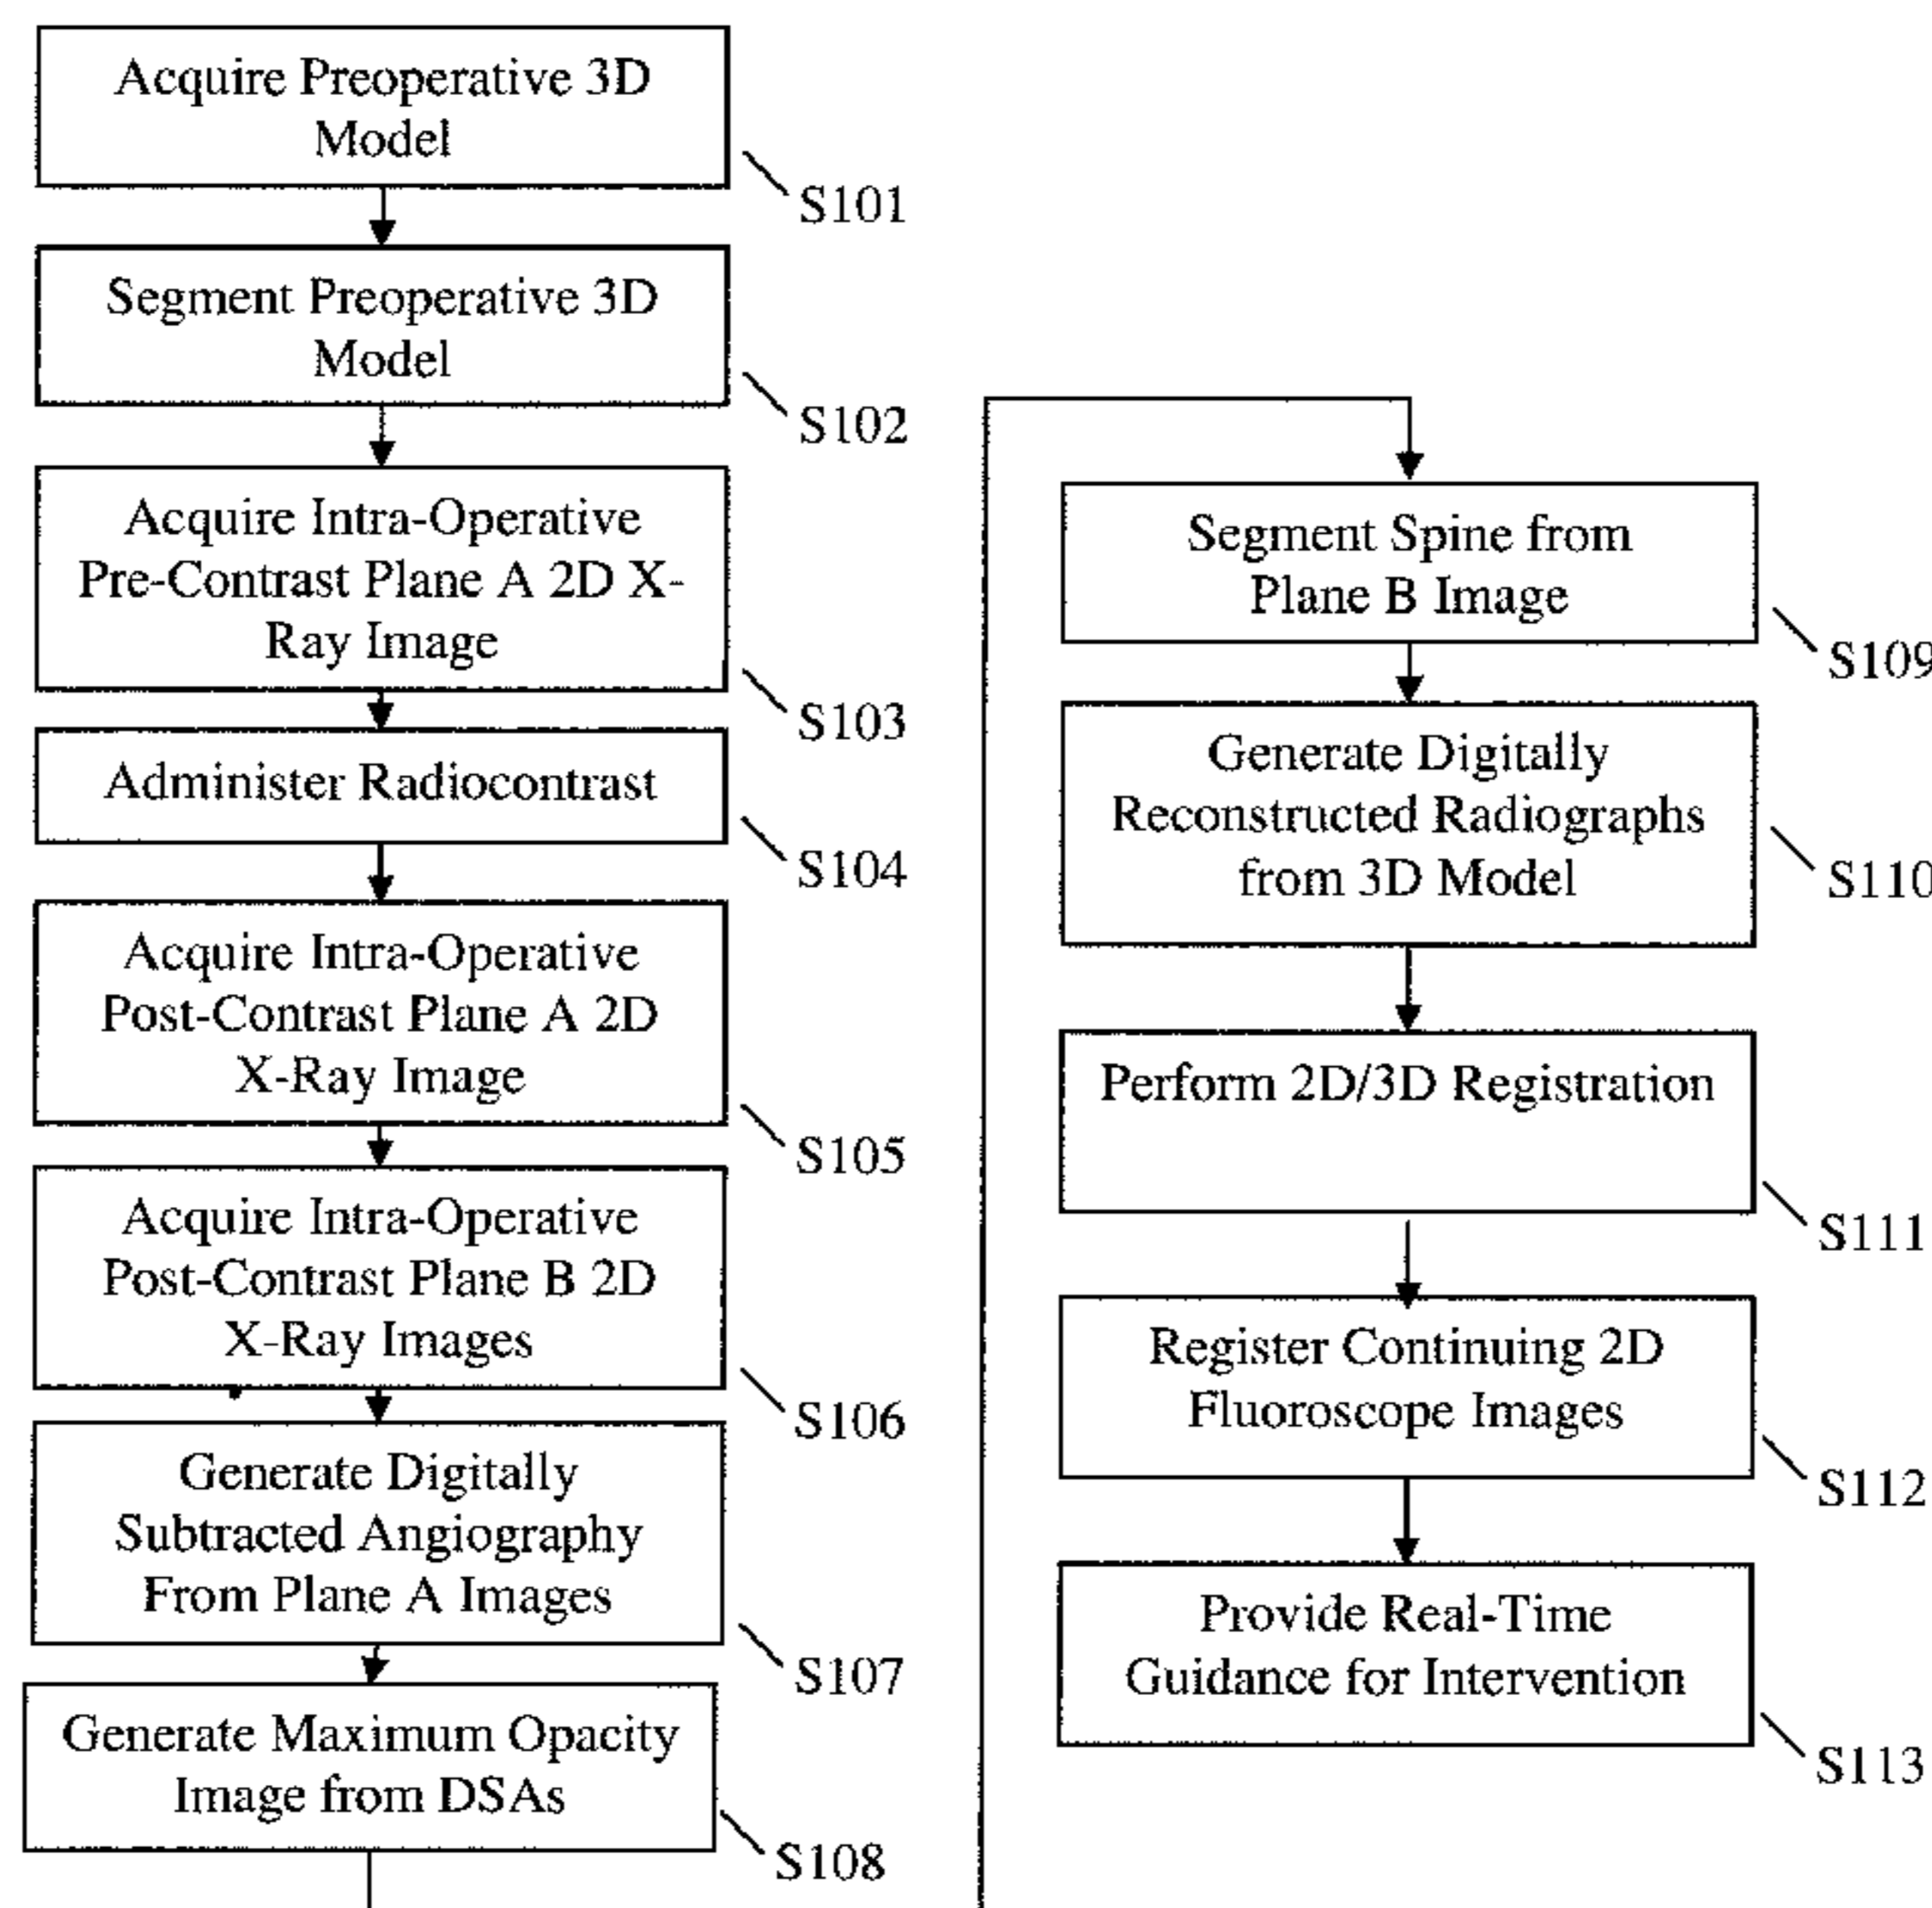 Acquire Preoperative 3D
Model
S101
Segment Preoperative 3D
Model
S102
Acquire Intra-Operative
Pre-Contrast Plane A 2D X-
Ray Image
S103
Administer Radiocontrast
S104
Acquire Intra-Operative
Post-Contrast Plane A 2D
X-Ray Image
S105
Acquire Intra-Operative
Post-Contrast Plane B 2D
X-Ray Images
S106
Generate Digitally
Subtracted Angiography
From Plane A Images
S107
Generate Maximum Opacity
Image from DSAs
S108
Segment Spine from
Plane B Image
S109
Generate Digitally
Reconstructed Radiographs
from 3D Model
S110
Perform 2D/3D Registration
S111
Register Continuing 2D
Fluoroscope Images
S112
Provide Real-Time
Guidance for Intervention
S113